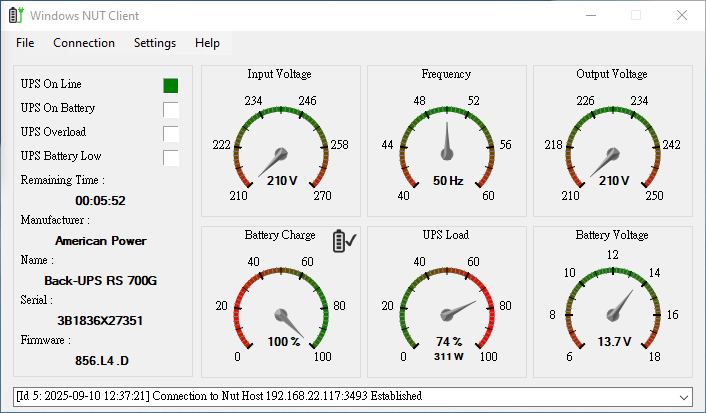 Windows NUT Client
File Connection Settings Help
UPS On Line
UPS On Battery
UPS Overload
UPS Battery Low
Remaining Time :
00:05:52
Manufacturer :
American Power
Name :
Back-UPS RS 700G
Serial :
3B1836X27351
Firmware :
856.L4 .D
Input Voltage
234 246
222 258
210 V
210 270
Frequency
48 52
44 56
50 Hz
40 60
Output Voltage
226 234
218 242
210 V
210 250
Battery Charge
40 60
20 80
100 %
0 100
UPS Load
40 60
20 80
74 %
311 W
0 100
Battery Voltage
12
10 14
8 16
13.7 V
6 18
[Id 5: 2025-09-10 12:37:21] Connection to Nut Host 192.168.22.117:3493 Established